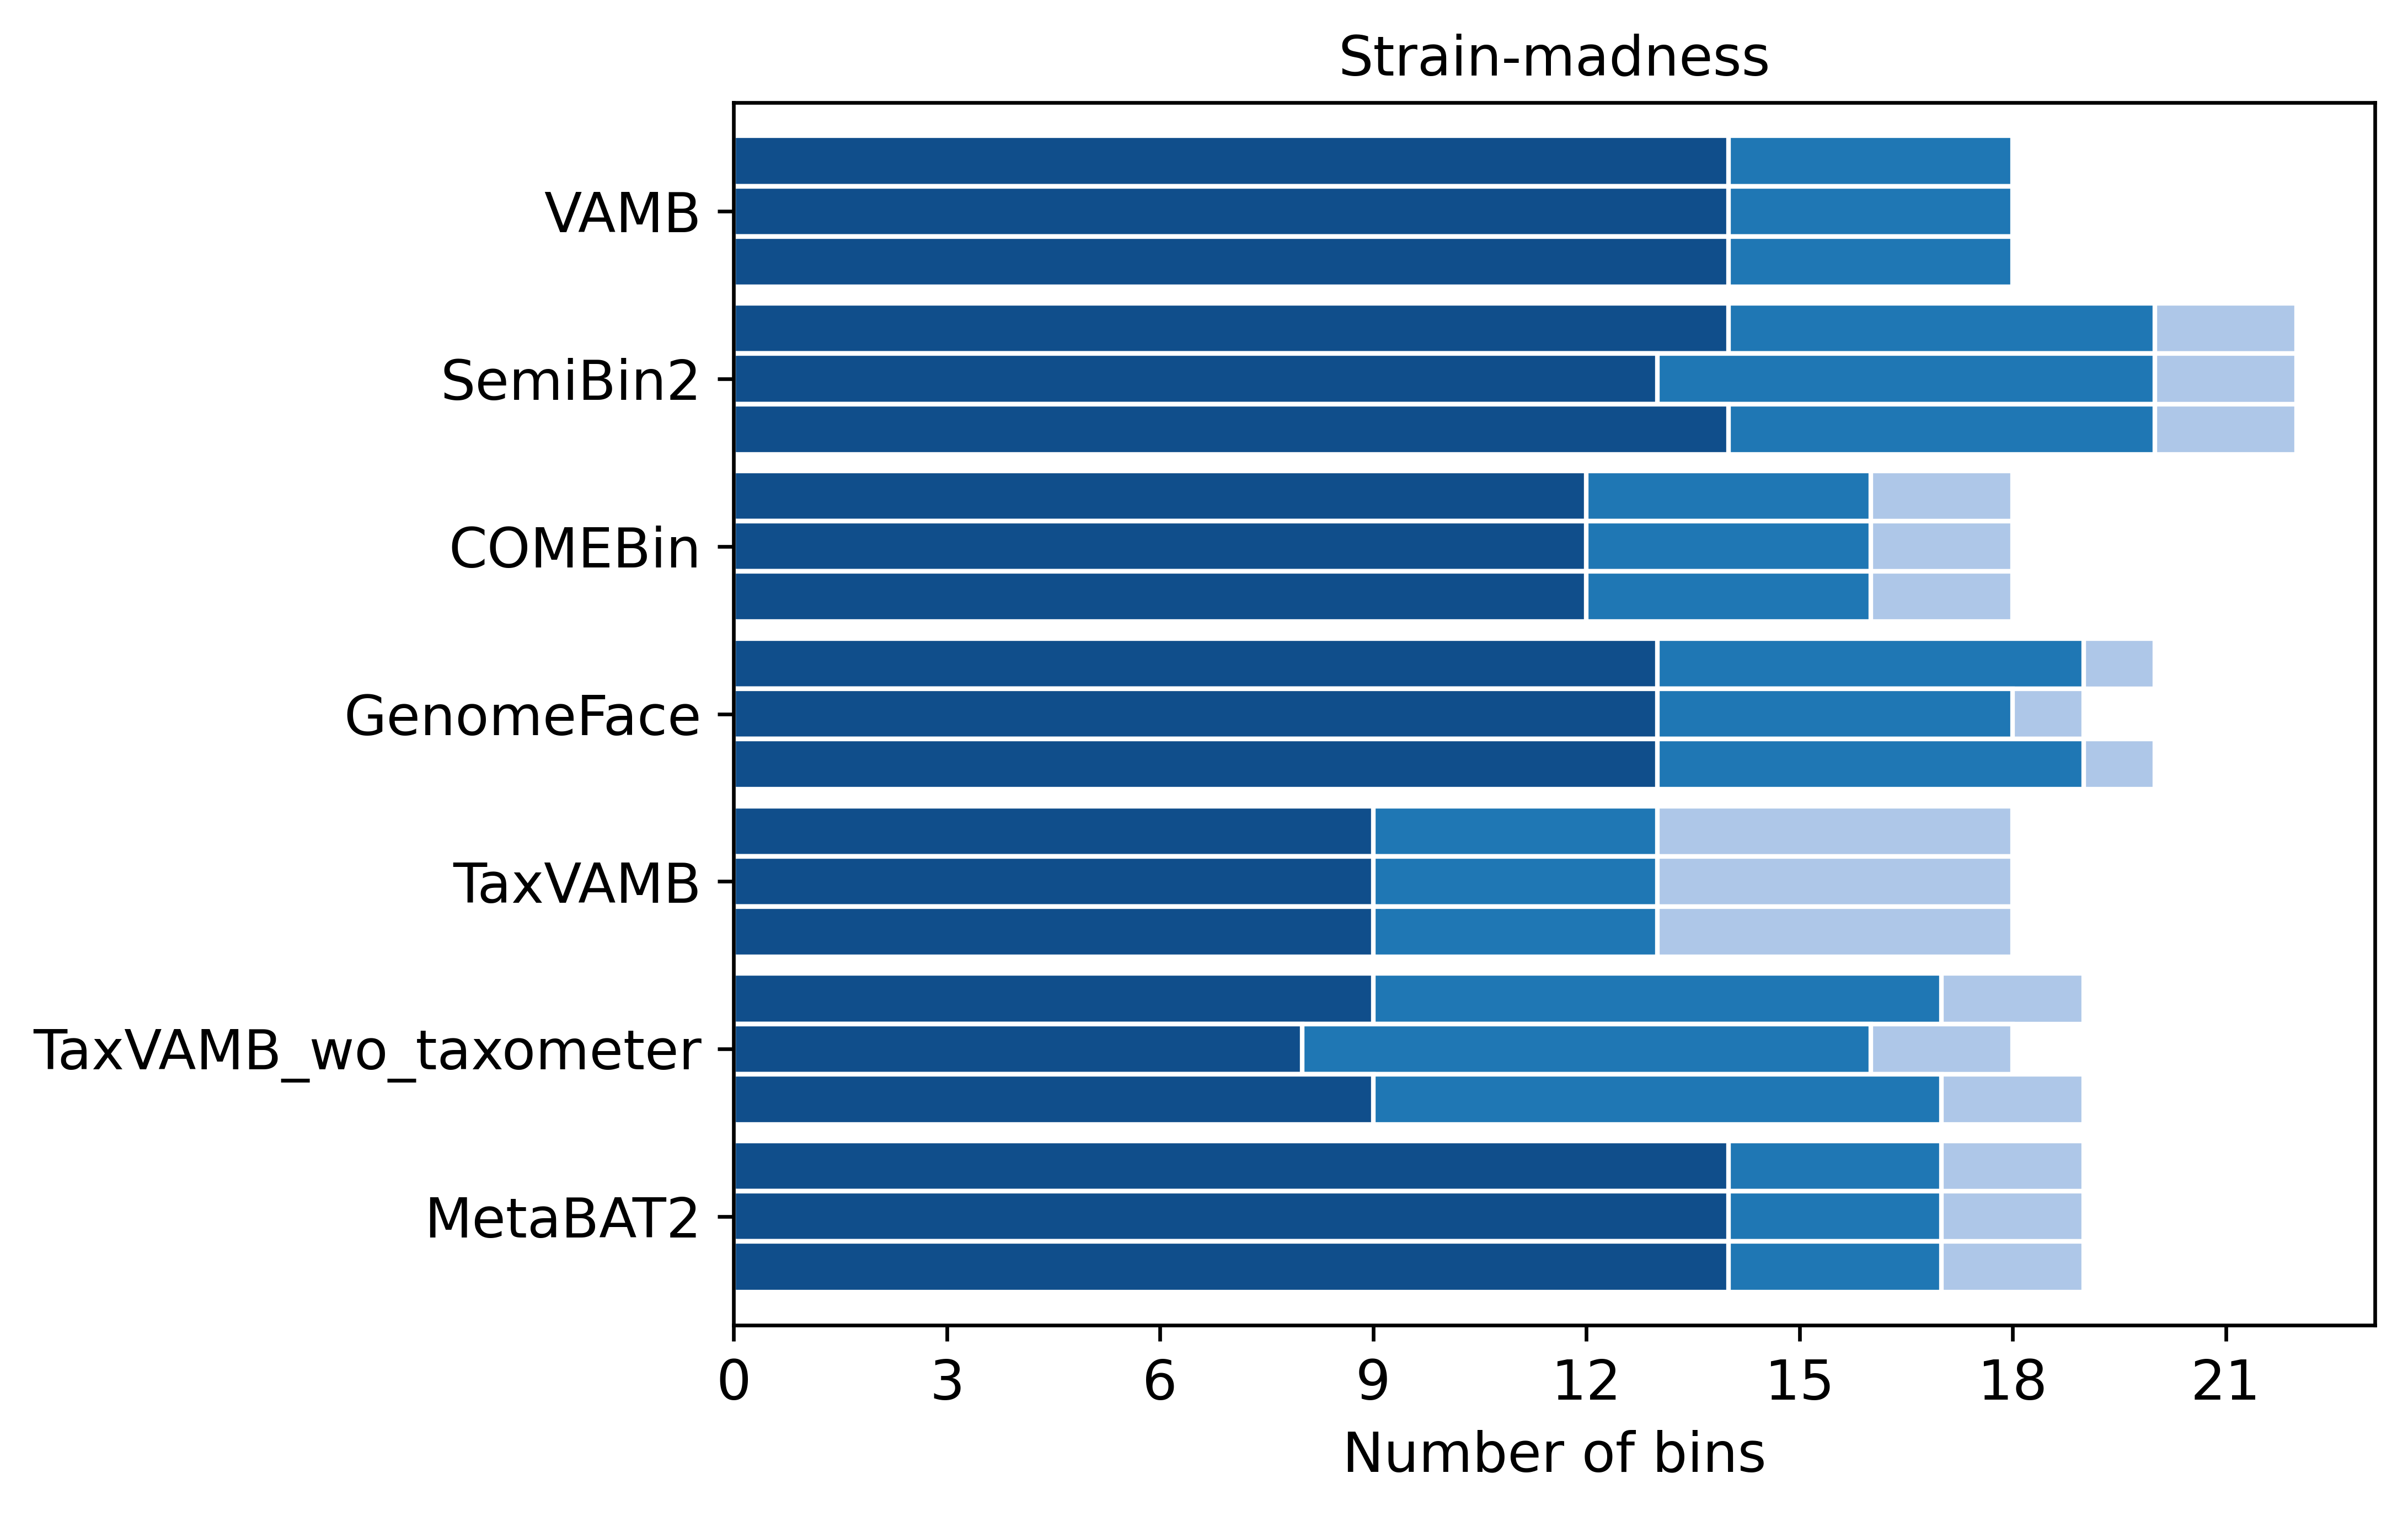 Strain-madness
VAMB
SemiBin2
COMEBin
GenomeFace
TaxVAMB
TaxVAMB_wo_taxometer
MetaBAT2
0 3 6 9 12 15 18 21
Number of bins